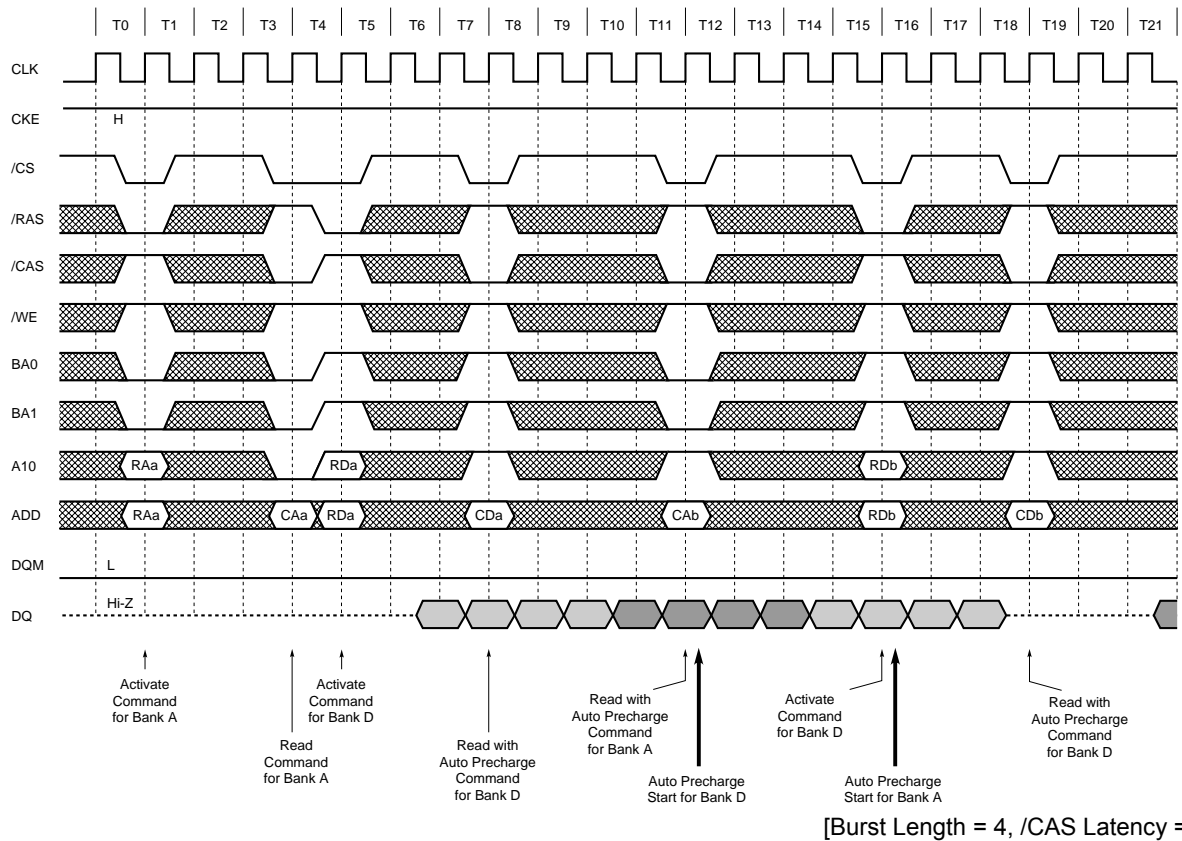 T0 T1 T2 T3 T4 T5 T6 T7 T8 T9 T10 T11 T12 T13 T14 T15 T16 T17 T18 T19 T20 T21
CLK
CKE H
/CS
/RAS
/CAS
/WE
BA0
BA1
A10 RAa RDa RDb
ADD RAa CAa RDa CDa CAb RDb CDb
DQM L
DQ Hi-Z
Activate
Command
for Bank A
Read
Command
for Bank A
Activate
Command
for Bank D
Read with
Auto Precharge
Command
for Bank D
Read with
Auto Precharge
Command
for Bank A
Auto Precharge
Start for Bank D
Activate
Command
for Bank D
Auto Precharge
Start for Bank A
Read with
Auto Precharge
Command
for Bank D
[Burst Length = 4, /CAS Latency =